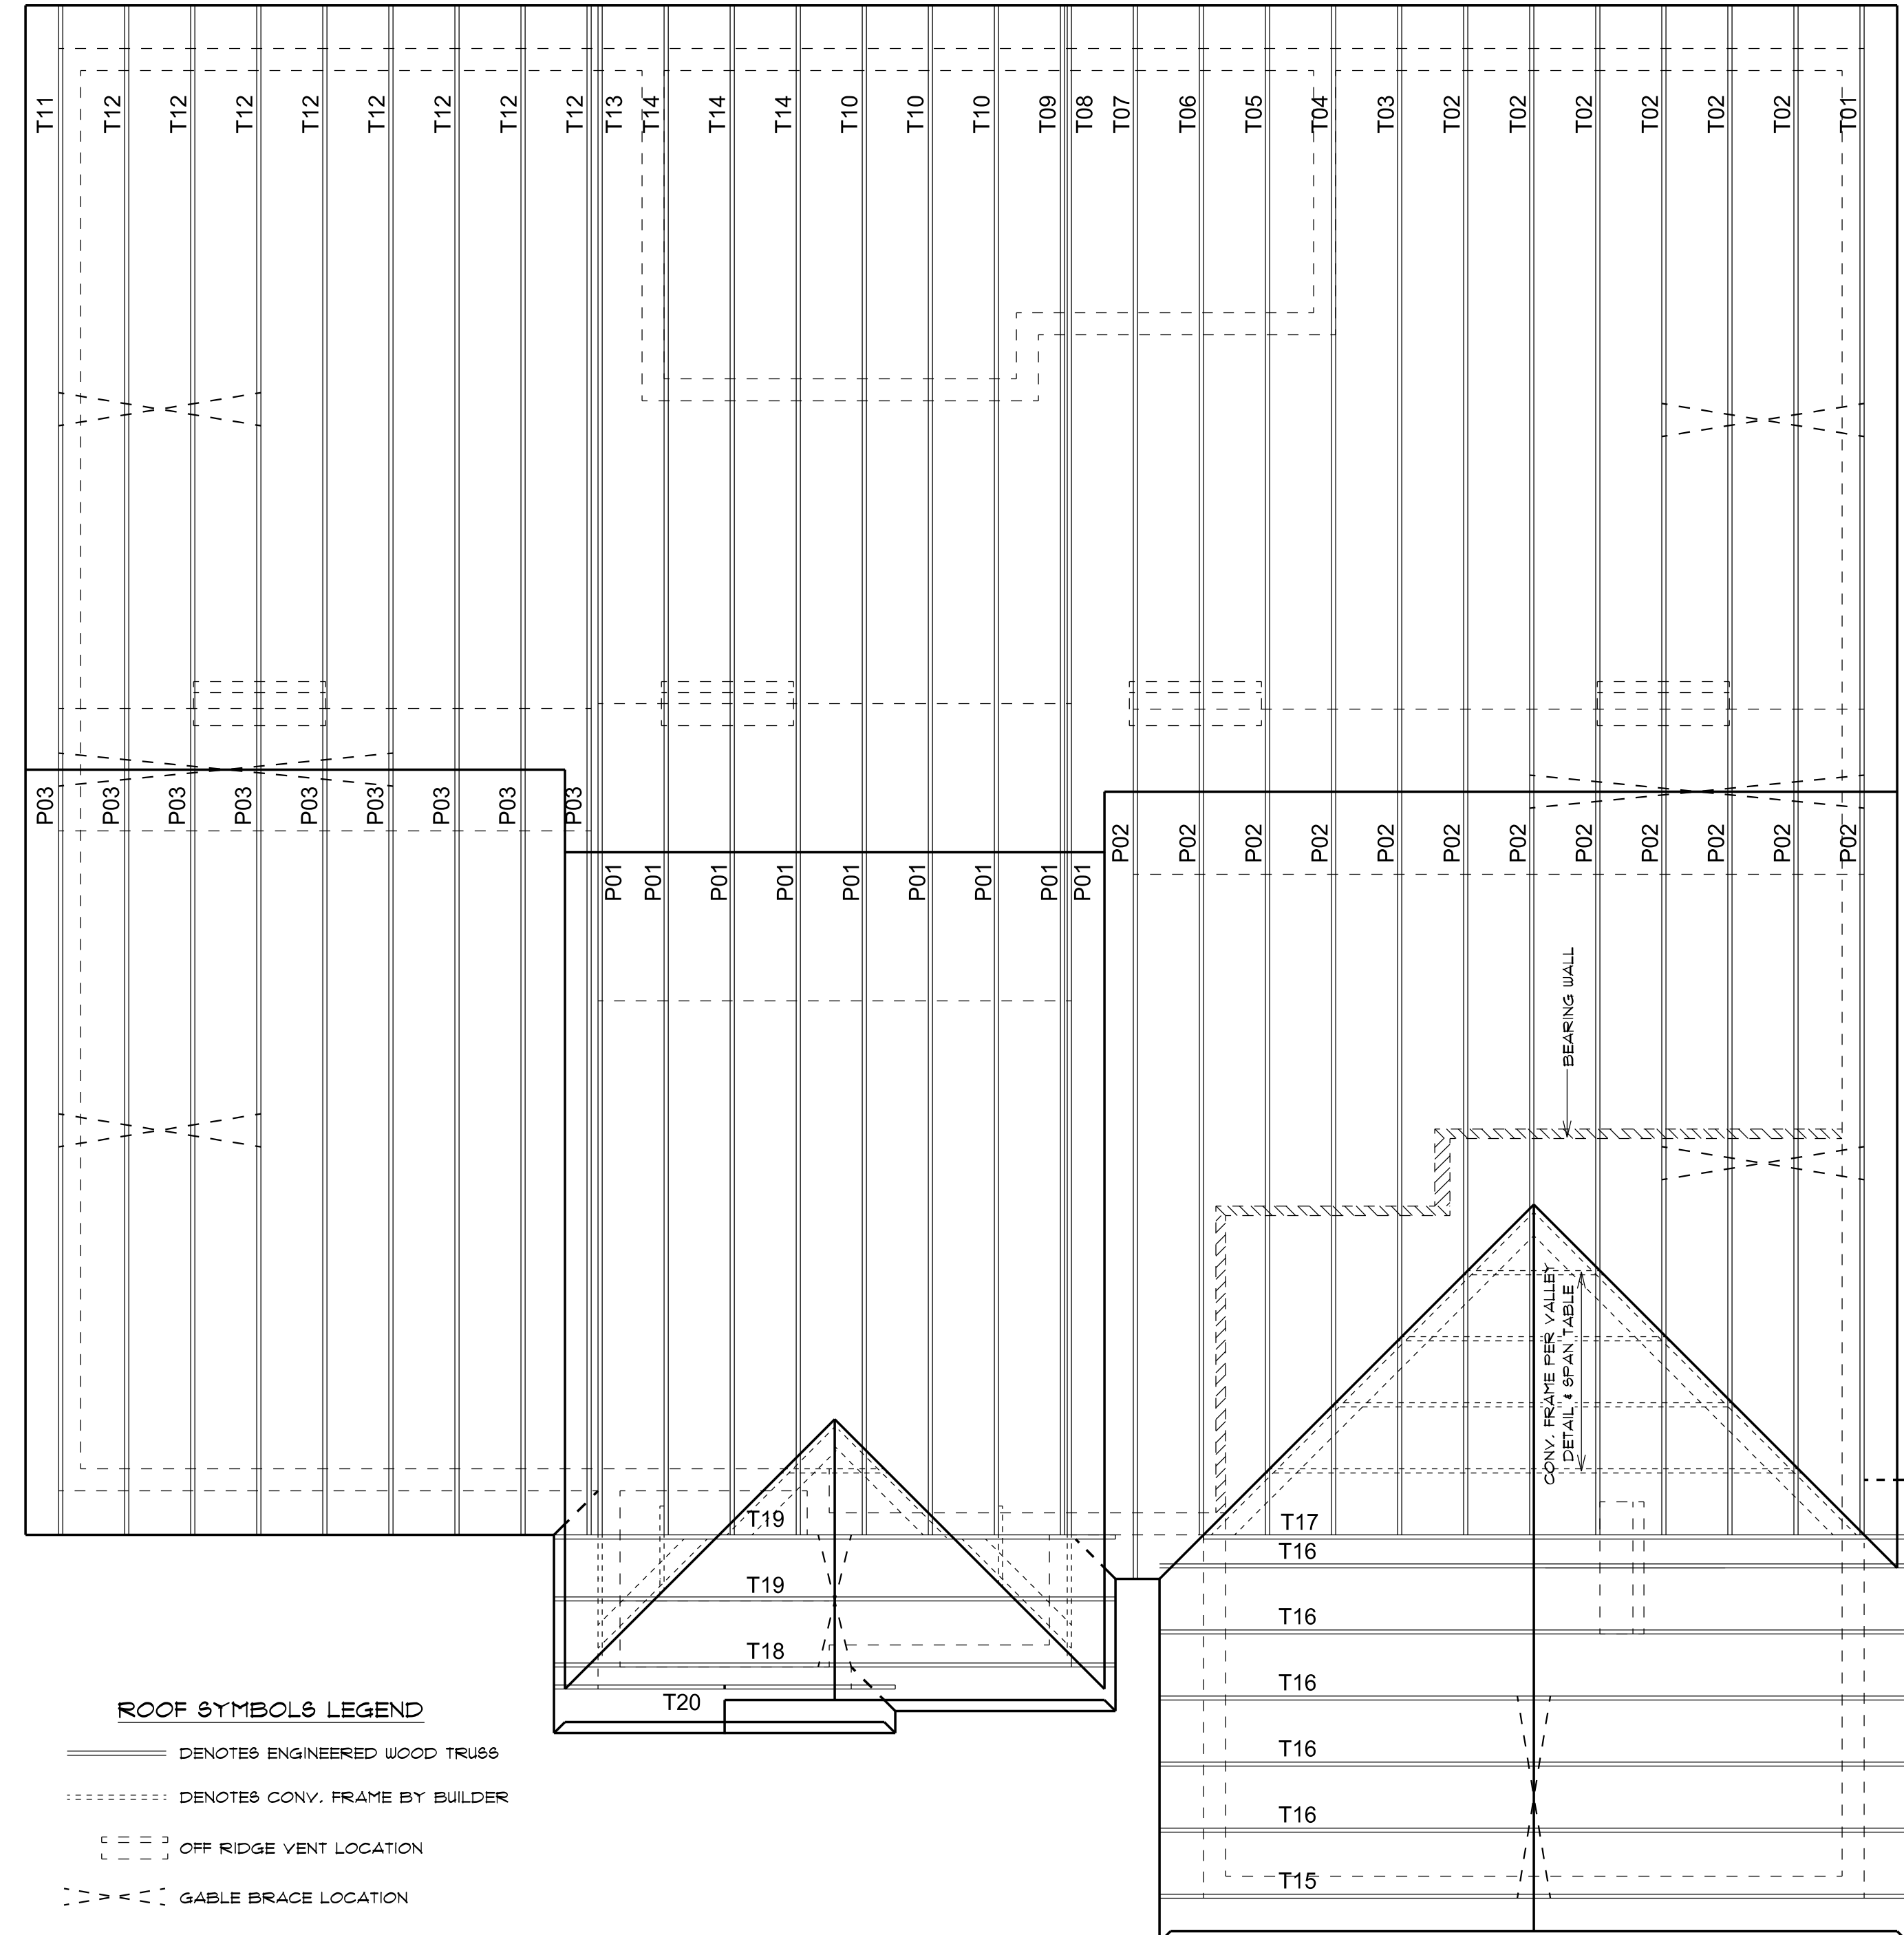 T11 T12 T12 T12 T12 T12 T12 T12 T12 T13 T14 T14 T14 T10 T10 T10 T09 T08 T07 T06 T05 T04 T03 T02 T02 T02 T02 T02 T02 T01
P03 P03 P03 P03 P03 P03 P03 P03 P03
P02 P02 P02 P02 P02 P02 P02 P02 P02 P02 P02 P02
P01 P01 P01 P01 P01 P01 P01 P01 P01
BEARING WALL
CONV. FRAME PER VALLEY
DETAIL & SPAN TABLE
T19
T17
T16
T19
T16
T18
T16
T20
T16
T16
T15
ROOF SYMBOLS LEGEND
DENOTES ENGINEERED WOOD TRUSS
DENOTES CONV. FRAME BY BUILDER
OFF RIDGE VENT LOCATION
GABLE BRACE LOCATION